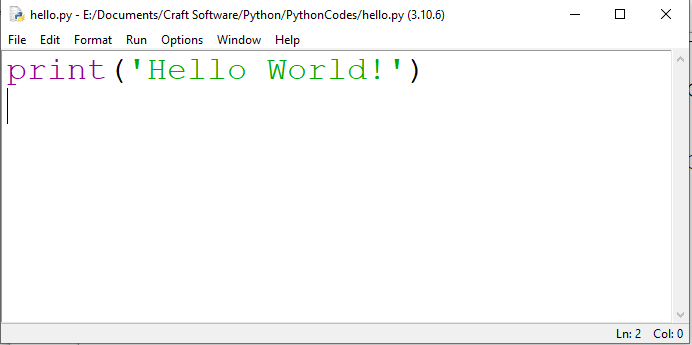 hello.py - E:/Documents/Craft Software/Python/PythonCodes/hello.py (3.10.6)
File Edit Format Run Options Window Help
print('Hello World!')
Ln: 2 Col: 0